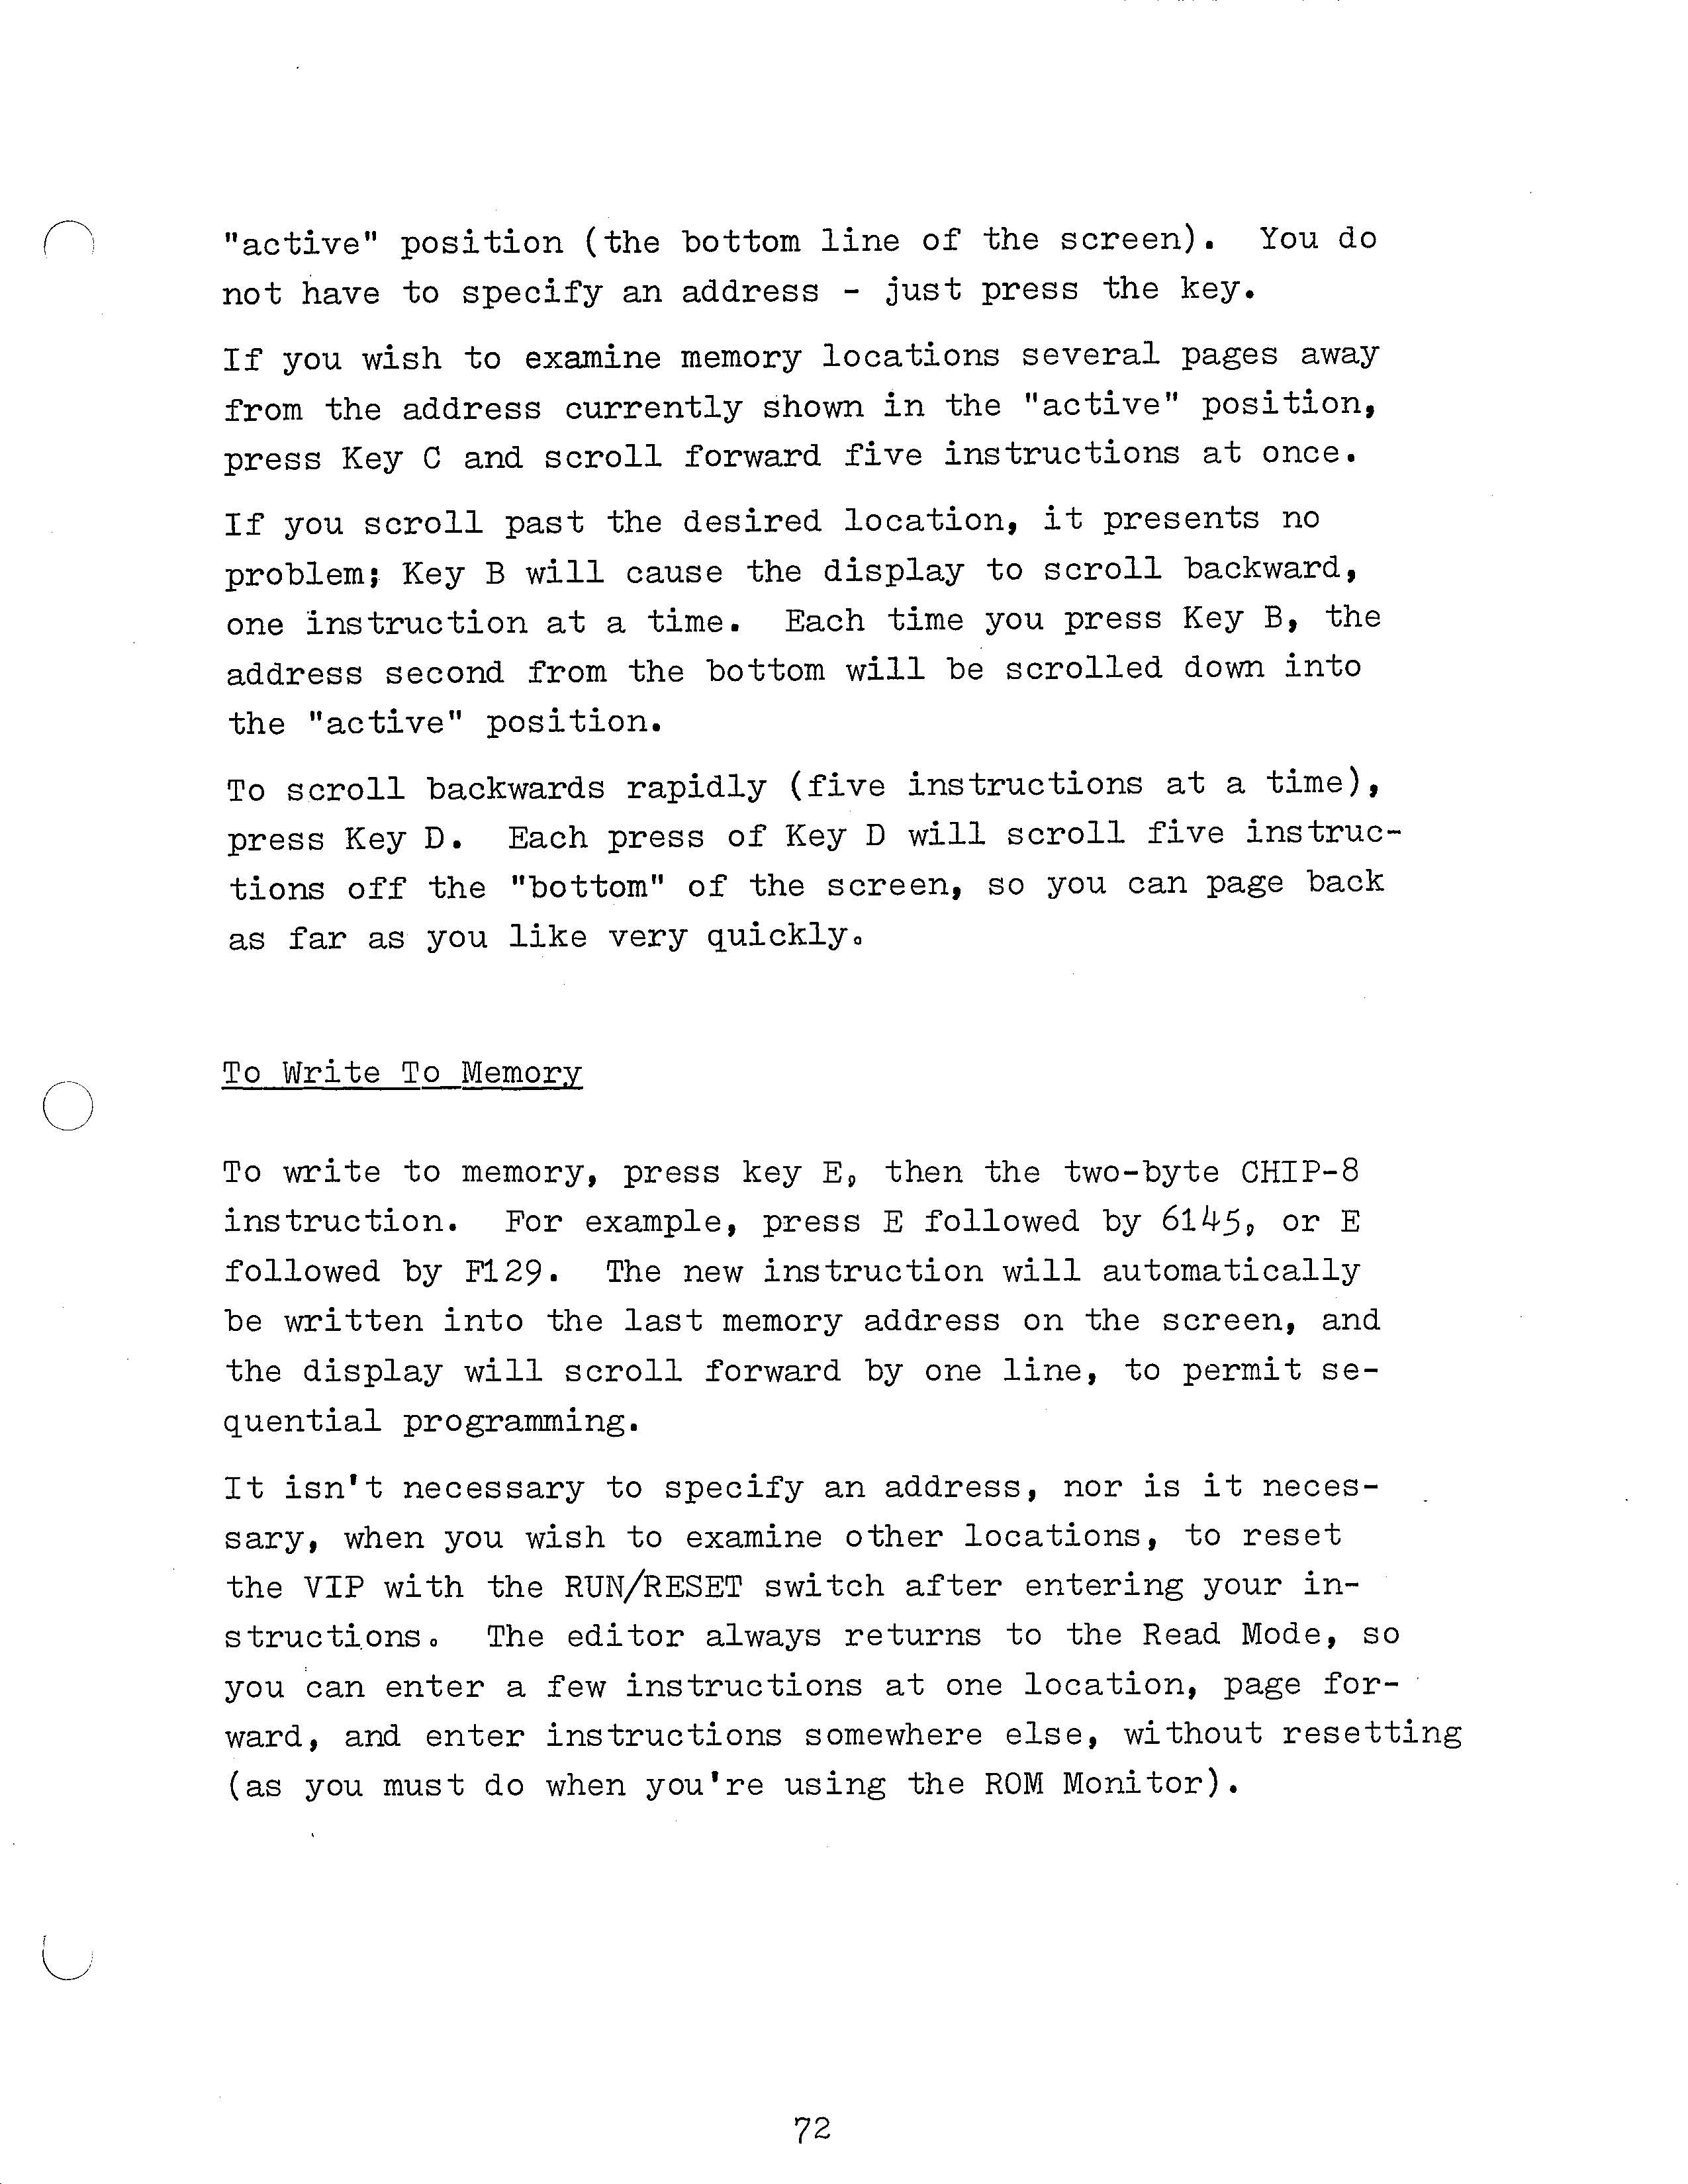 "active" position (the bottom line of the screen).  You do
not have to specify an address - just press the key.
If you wish to examine memory locations several pages away
from the address currently shown in the "active" position,
press Key C and scroll forward five instructions at once.
If you scroll past the desired location, it presents no
problem; Key B will cause the display to scroll backward,
one instruction at a time.  Each time you press Key B, the
address second from the bottom will be scrolled down into
the "active" position.
To scroll backwards rapidly (five instructions at a time),
press Key D.  Each press of Key D will scroll five instruc-
tions off the "bottom" of the screen, so you can page back
as far as you like very quickly.
To Write To Memory
To write to memory, press key E, then the two-byte CHIP-8
instruction.  For example, press E followed by 6145, or E
followed by F129.  The new instruction will automatically
be written into the last memory address on the screen, and
the display will scroll forward by one line, to permit se-
quential programming.
It isn't necessary to specify an address, nor is it neces-
sary, when you wish to examine other locations, to reset
the VIP with the RUN/RESET switch after entering your in-
structions.  The editor always returns to the Read Mode, so
you can enter a few instructions at one location, page for-
ward, and enter instructions somewhere else, without resetting
(as you must do when you're using the ROM Monitor).
72